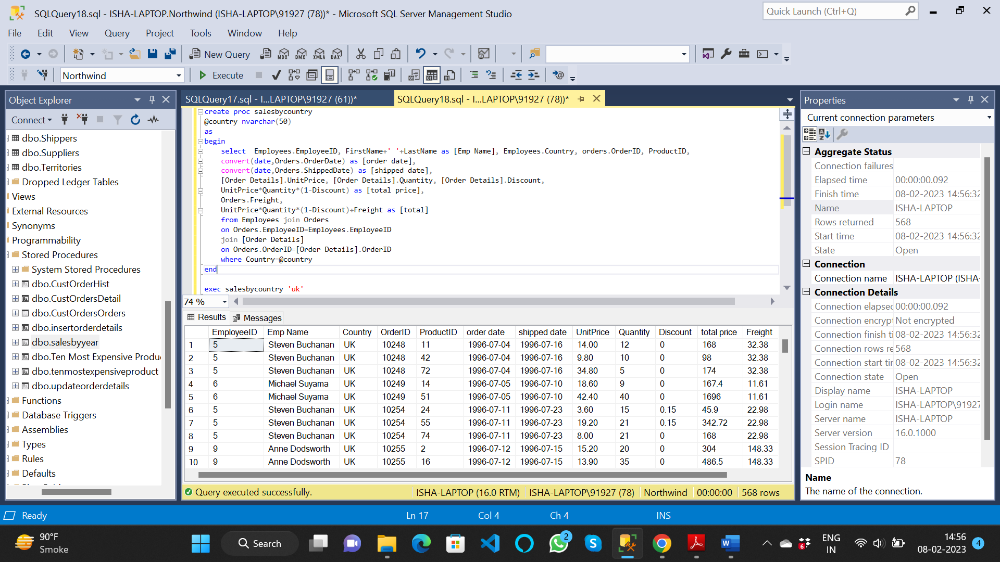 SQLQuery18.sql - ISHA-LAPTOP.Northwind (ISHA-LAPTOP\91927 (78))* - Microsoft SQL Server Management Studio
Quick Launch (Ctrl+Q)
File Edit View Query Project Tools Window Help
New Query MDX DMX XMLA DAX
Northwind Execute
Object Explorer
Connect
dbo.Shippers
dbo.Suppliers
dbo.Territories
Dropped Ledger Tables
Views
External Resources
Synonyms
Programmability
Stored Procedures
System Stored Procedures
dbo.CustOrderHist
dbo.CustOrdersDetail
dbo.CustOrdersOrders
dbo.insertorderdetails
dbo.salesbyyear
dbo.Ten Most Expensive Produ
dbo.tenmostexpensiveproduct
dbo.updateorderdetails
Functions
Database Triggers
Assemblies
Types
Rules
Defaults
SQLQuery17.sql - I...LAPTOP\91927 (61))* SQLQuery18.sql - I...LAPTOP\91927 (78))*
create proc salesbycountry
@country nvarchar(50)
as
begin
select Employees.EmployeeID, FirstName+' '+LastName as [Emp Name], Employees.Country, orders.OrderID, ProductID,
convert(date,Orders.OrderDate) as [order date],
convert(date,Orders.ShippedDate) as [shipped date],
[Order Details].UnitPrice, [Order Details].Quantity, [Order Details].Discount,
UnitPrice*Quantity*(1-Discount) as [total price],
Orders.Freight,
UnitPrice*Quantity*(1-Discount)+Freight as [total]
from Employees join Orders
on Orders.EmployeeID=Employees.EmployeeID
join [Order Details]
on Orders.OrderID=[Order Details].OrderID
where Country=@country
end
exec salesbycountry 'uk'
74 %
Results Messages
EmployeeID Emp Name Country OrderID ProductID order date shipped date UnitPrice Quantity Discount total price Freight
1 5 Steven Buchanan UK 10248 11 1996-07-04 1996-07-16 14.00 12 0 168 32.38
2 5 Steven Buchanan UK 10248 42 1996-07-04 1996-07-16 9.80 10 0 98 32.38
3 5 Steven Buchanan UK 10248 72 1996-07-04 1996-07-16 34.80 5 0 174 32.38
4 6 Michael Suyama UK 10249 14 1996-07-05 1996-07-10 18.60 9 0 167.4 11.61
5 6 Michael Suyama UK 10249 51 1996-07-05 1996-07-10 42.40 40 0 1696 11.61
6 5 Steven Buchanan UK 10254 24 1996-07-11 1996-07-23 3.60 15 0.15 45.9 22.98
7 5 Steven Buchanan UK 10254 55 1996-07-11 1996-07-23 19.20 21 0.15 342.72 22.98
8 5 Steven Buchanan UK 10254 74 1996-07-11 1996-07-23 8.00 21 0 168 22.98
9 9 Anne Dodsworth UK 10255 2 1996-07-12 1996-07-15 15.20 20 0 304 148.33
10 9 Anne Dodsworth UK 10255 16 1996-07-12 1996-07-15 13.90 35 0 486.5 148.33
Query executed successfully. ISHA-LAPTOP (16.0 RTM) ISHA-LAPTOP\91927 (78) Northwind 00:00:00 568 rows
Properties
Current connection parameters
Aggregate Status
Connection failures
Elapsed time 00:00:00.092
Finish time 08-02-2023 14:56:32
Name ISHA-LAPTOP
Rows returned 568
Start time 08-02-2023 14:56:32
State Open
Connection
Connection name ISHA-LAPTOP (ISHA-
Connection Details
Connection elapsed 00:00:00.092
Connection encryp Not encrypted
Connection finish ti 08-02-2023 14:56:32
Connection rows re 568
Connection start tir 08-02-2023 14:56:32
Connection state Open
Display name ISHA-LAPTOP
Login name ISHA-LAPTOP\91927
Server name ISHA-LAPTOP
Server version 16.0.1000
Session Tracing ID
SPID 78
Name
The name of the connection.
Ready Ln 17 Col 4 Ch 4 INS
90°F
Smoke
Search
2
6
ENG
IN
14:56
08-02-2023
4